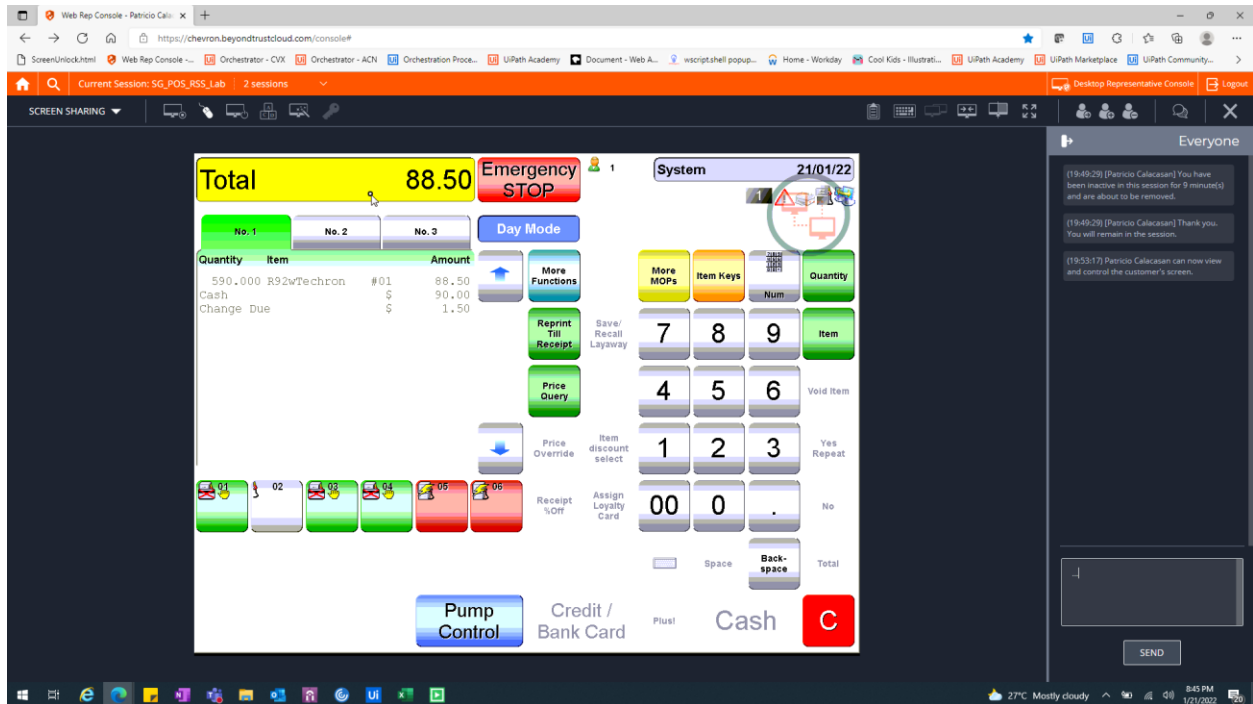 Web Rep Console - Patricio Cala
https://chevron.beyondtrustcloud.com/console#
ScreenUnlock.html
Web Rep Console -...
Orchestrator - CVX
Orchestrator - ACN
Orchestration Proce...
UiPath Academy
Document - Web A...
wscript.shell popup...
Home - Workday
Cool Kids - Illustrati...
UiPath Academy
UiPath Marketplace
UiPath Community...
Current Session: SG_POS_RSS_Lab
2 sessions
Desktop Representative Console
Logout
SCREEN SHARING
Everyone
(19:49:29) [Patricio Calacasan] You have
been inactive in this session for 9 minute(s)
and are about to be removed.
(19:49:29) [Patricio Calacasan] Thank you.
You will remain in the session.
(19:53:17) Patricio Calacasan can now view
and control the customer's screen.
Total 88.50
Emergency
STOP
1
System 21/01/22
1
No. 1
No. 2
No. 3
Day Mode
Quantity Item Amount
590.000 R92wTechron #01 88.50
Cash $ 90.00
Change Due $ 1.50
More
Functions
More
MOPs
Item Keys
Num
Quantity
Reprint
Till
Receipt
Save/
Recall
Layaway
7
8
9
Item
Price
Query
4
5
6
Void Item
Price
Override
Item
discount
select
1
2
3
Yes
Repeat
01
02
03
04
05
06
Receipt
%Off
Assign
Loyalty
Card
00
0
.
No
Space
Back-
space
Total
Pump
Control
Credit /
Bank Card
Plus!
Cash
C
SEND
27°C Mostly cloudy
8:45 PM
1/21/2022
20